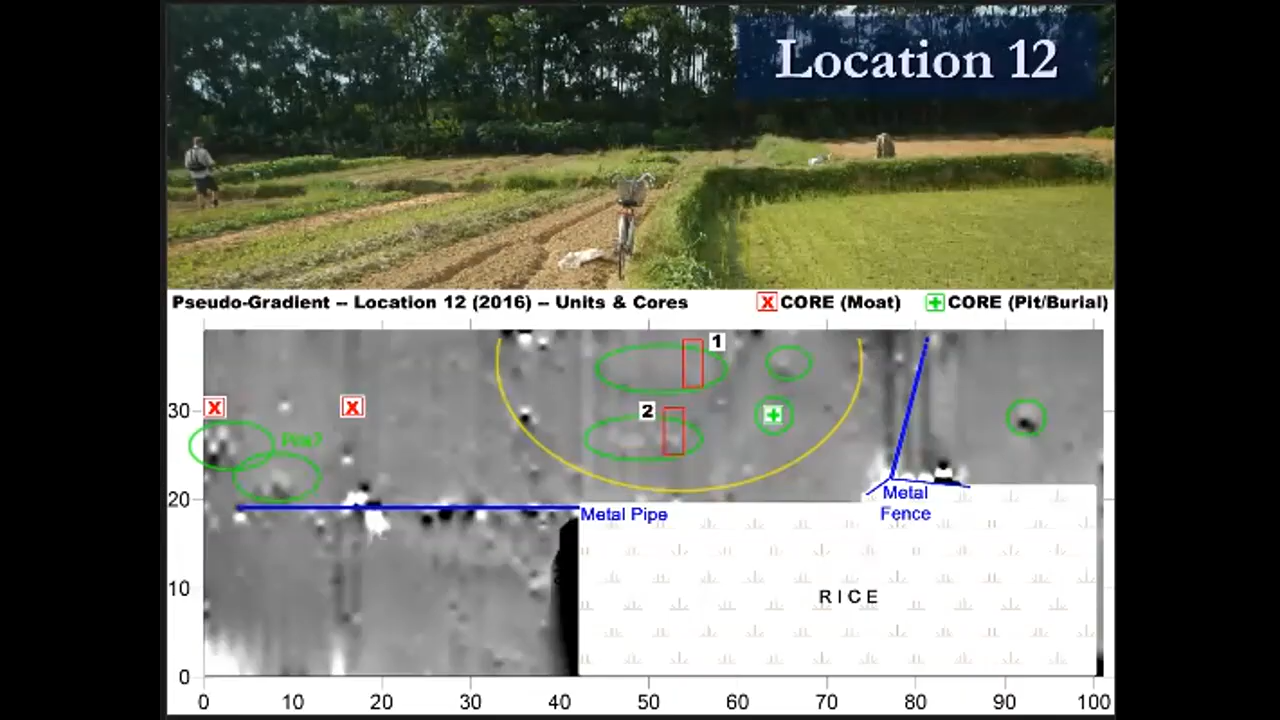 Location 12
Pseudo-Gradient -- Location 12 (2016) -- Units & Cores
X CORE (Moat)
+ CORE (Pit/Burial)
1
30
X
X
2
+
Pits?
20
Metal Pipe
Metal
Fence
10
RICE
0
0 10 20 30 40 50 60 70 80 90 100